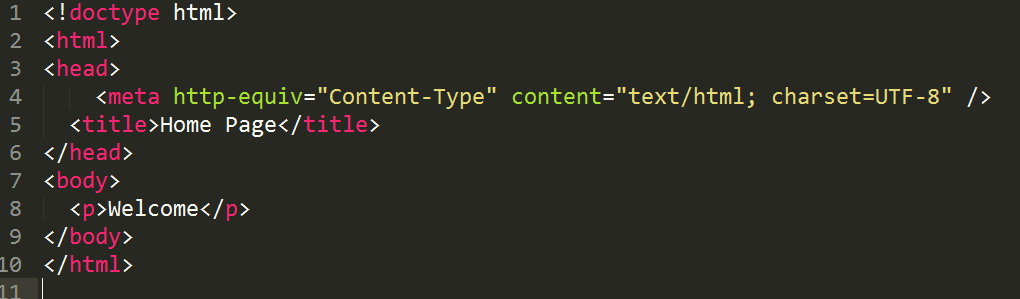 1 <!doctype html>
2 <html>
3 <head>
4     <meta http-equiv="Content-Type" content="text/html; charset=UTF-8" />
5   <title>Home Page</title>
6 </head>
7 <body>
8   <p>Welcome</p>
9 </body>
10 </html>
11